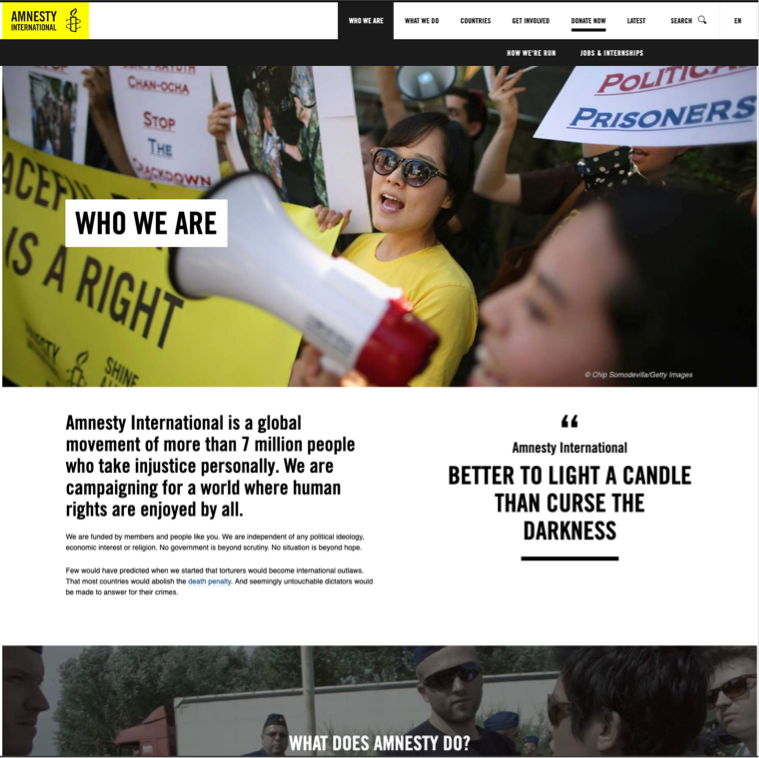 AMNESTY
INTERNATIONAL
WHO WE ARE
WHAT WE DO
COUNTRIES
GET INVOLVED
DONATE NOW
LATEST
SEARCH
EN
HOW WE'RE RUN
JOBS & INTERNSHIPS
CHAN-OCHA
STOP
THE
CRACKDOWN
POLITICAL
PRISONERS
IS A RIGHT
SHINE
WHO WE ARE
© Chip Somodevilla/Getty Images
Amnesty International is a global
movement of more than 7 million people
who take injustice personally. We are
campaigning for a world where human
rights are enjoyed by all.
We are funded by members and people like you. We are independent of any political ideology,
economic interest or religion. No government is beyond scrutiny. No situation is beyond hope.
Few would have predicted when we started that torturers would become international outlaws.
That most countries would abolish the death penalty. And seemingly untouchable dictators would
be made to answer for their crimes.
“
Amnesty International
BETTER TO LIGHT A CANDLE
THAN CURSE THE
DARKNESS
WHAT DOES AMNESTY DO?